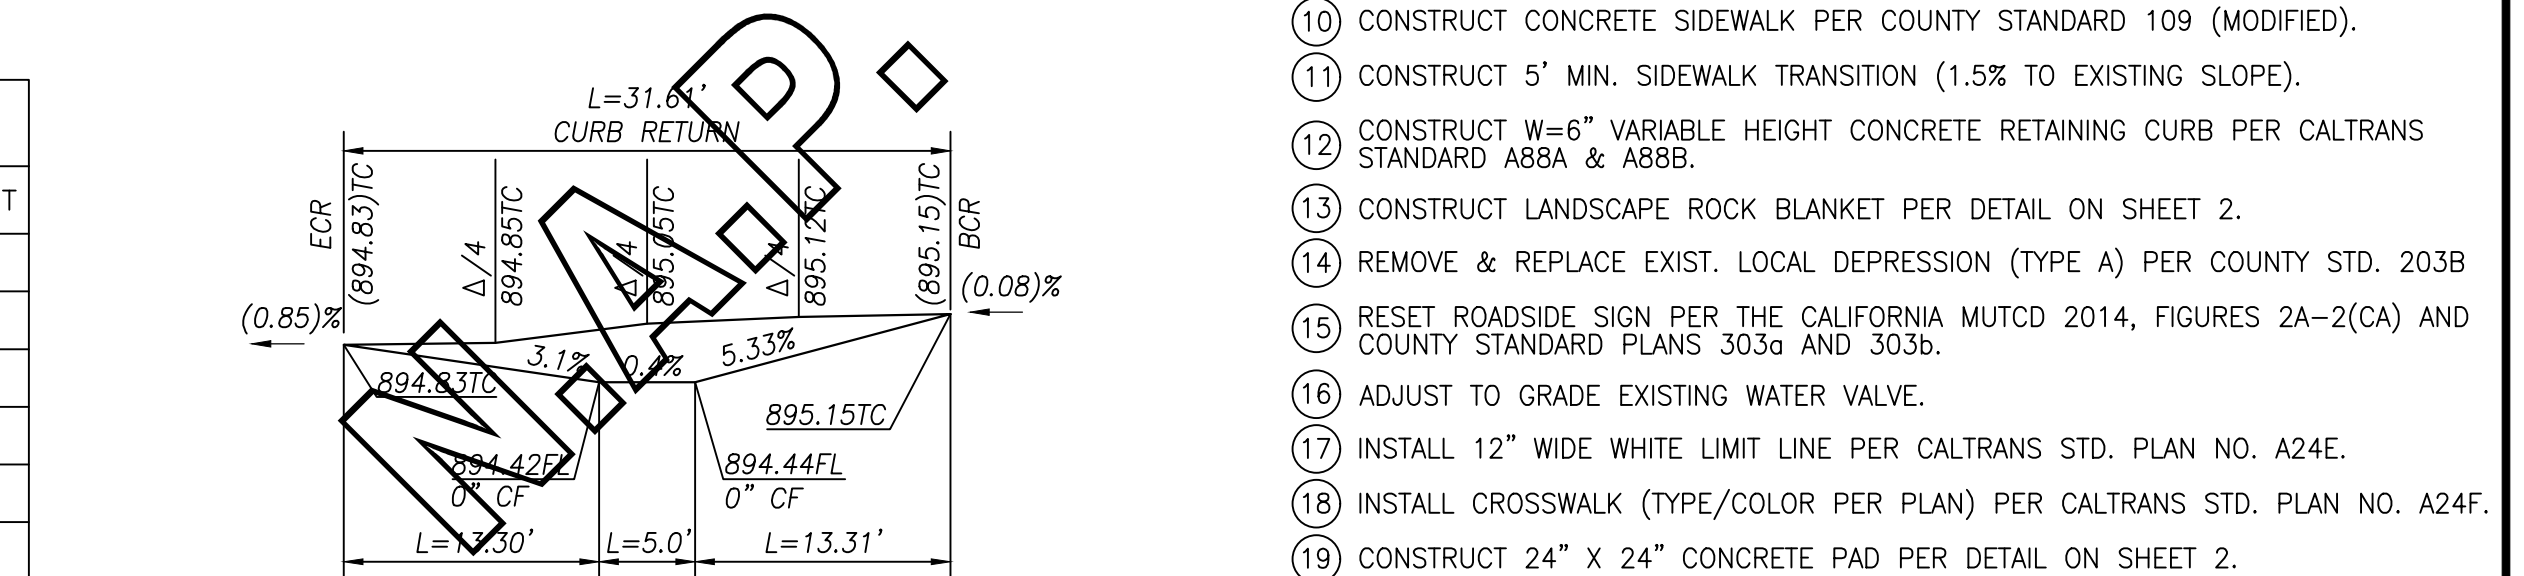 T
L=31.61'
CURB RETURN
ECR
(894.83)TC
Δ/4
894.85TC
Δ/4
895.05TC
Δ/4
895.12TC
(895.15)TC
BCR
(0.85)%
(0.08)%
3.1%
0.4%
5.33%
894.83TC
895.15TC
894.42FL
0" CF
894.44FL
0" CF
L=13.30'
L=5.0'
L=13.31'
M.A.P.
10 CONSTRUCT CONCRETE SIDEWALK PER COUNTY STANDARD 109 (MODIFIED).
11 CONSTRUCT 5' MIN. SIDEWALK TRANSITION (1.5% TO EXISTING SLOPE).
12 CONSTRUCT W=6" VARIABLE HEIGHT CONCRETE RETAINING CURB PER CALTRANS
STANDARD A88A & A88B.
13 CONSTRUCT LANDSCAPE ROCK BLANKET PER DETAIL ON SHEET 2.
14 REMOVE & REPLACE EXIST. LOCAL DEPRESSION (TYPE A) PER COUNTY STD. 203B
15 RESET ROADSIDE SIGN PER THE CALIFORNIA MUTCD 2014, FIGURES 2A-2(CA) AND
COUNTY STANDARD PLANS 303a AND 303b.
16 ADJUST TO GRADE EXISTING WATER VALVE.
17 INSTALL 12" WIDE WHITE LIMIT LINE PER CALTRANS STD. PLAN NO. A24E.
18 INSTALL CROSSWALK (TYPE/COLOR PER PLAN) PER CALTRANS STD. PLAN NO. A24F.
19 CONSTRUCT 24" X 24" CONCRETE PAD PER DETAIL ON SHEET 2.